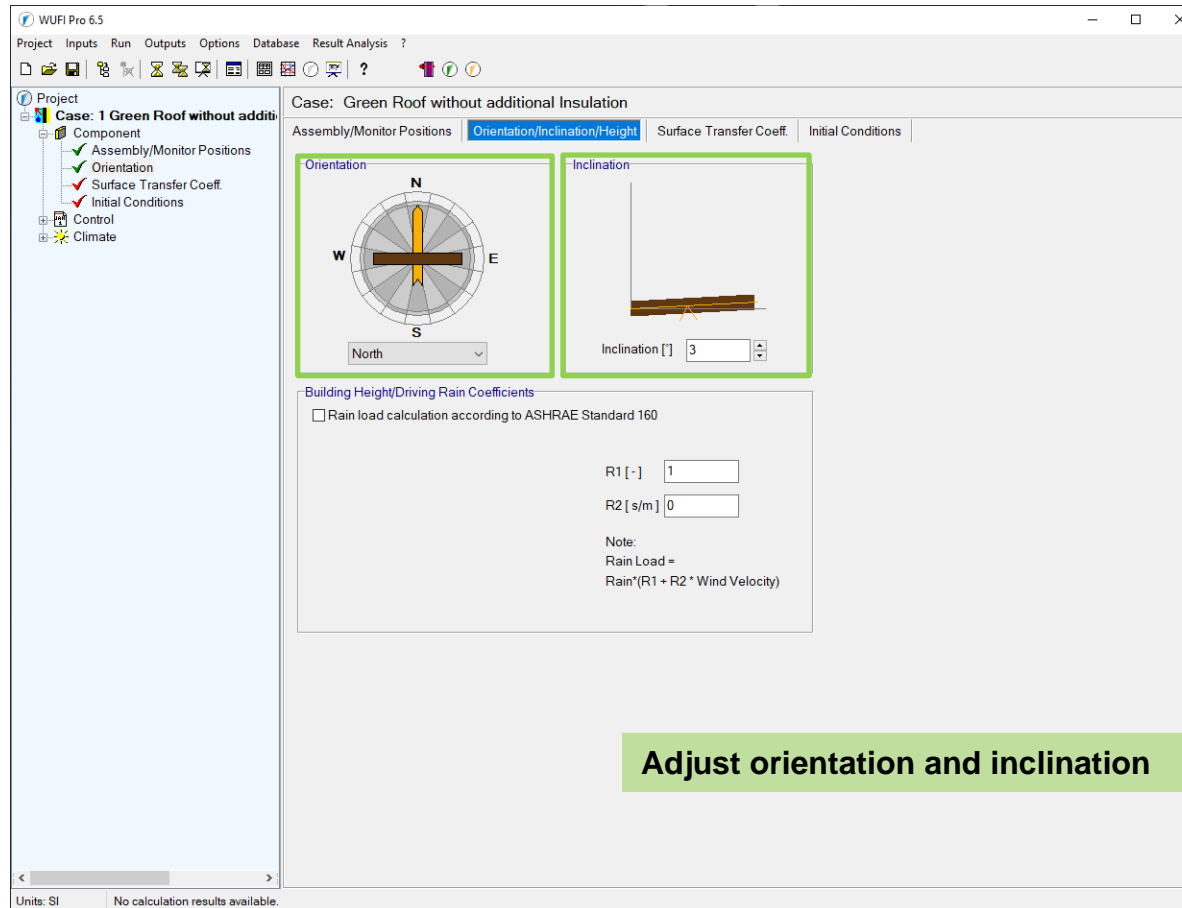 WUFI Pro 6.5
Project Inputs Run Outputs Options Database Result Analysis ?
?
Project
Case: 1 Green Roof without additi
Component
Assembly/Monitor Positions
Orientation
Surface Transfer Coeff.
Initial Conditions
Control
Climate
Case: Green Roof without additional Insulation
Assembly/Monitor Positions Orientation/Inclination/Height Surface Transfer Coeff. Initial Conditions
Orientation
N
W E
S
North
Inclination
Inclination [°] 3
Building Height/Driving Rain Coefficients
Rain load calculation according to ASHRAE Standard 160
R1 [ - ] 1
R2 [ s/m ] 0
Note:
Rain Load =
Rain*(R1 + R2 * Wind Velocity)
Adjust orientation and inclination
Units: SI No calculation results available.